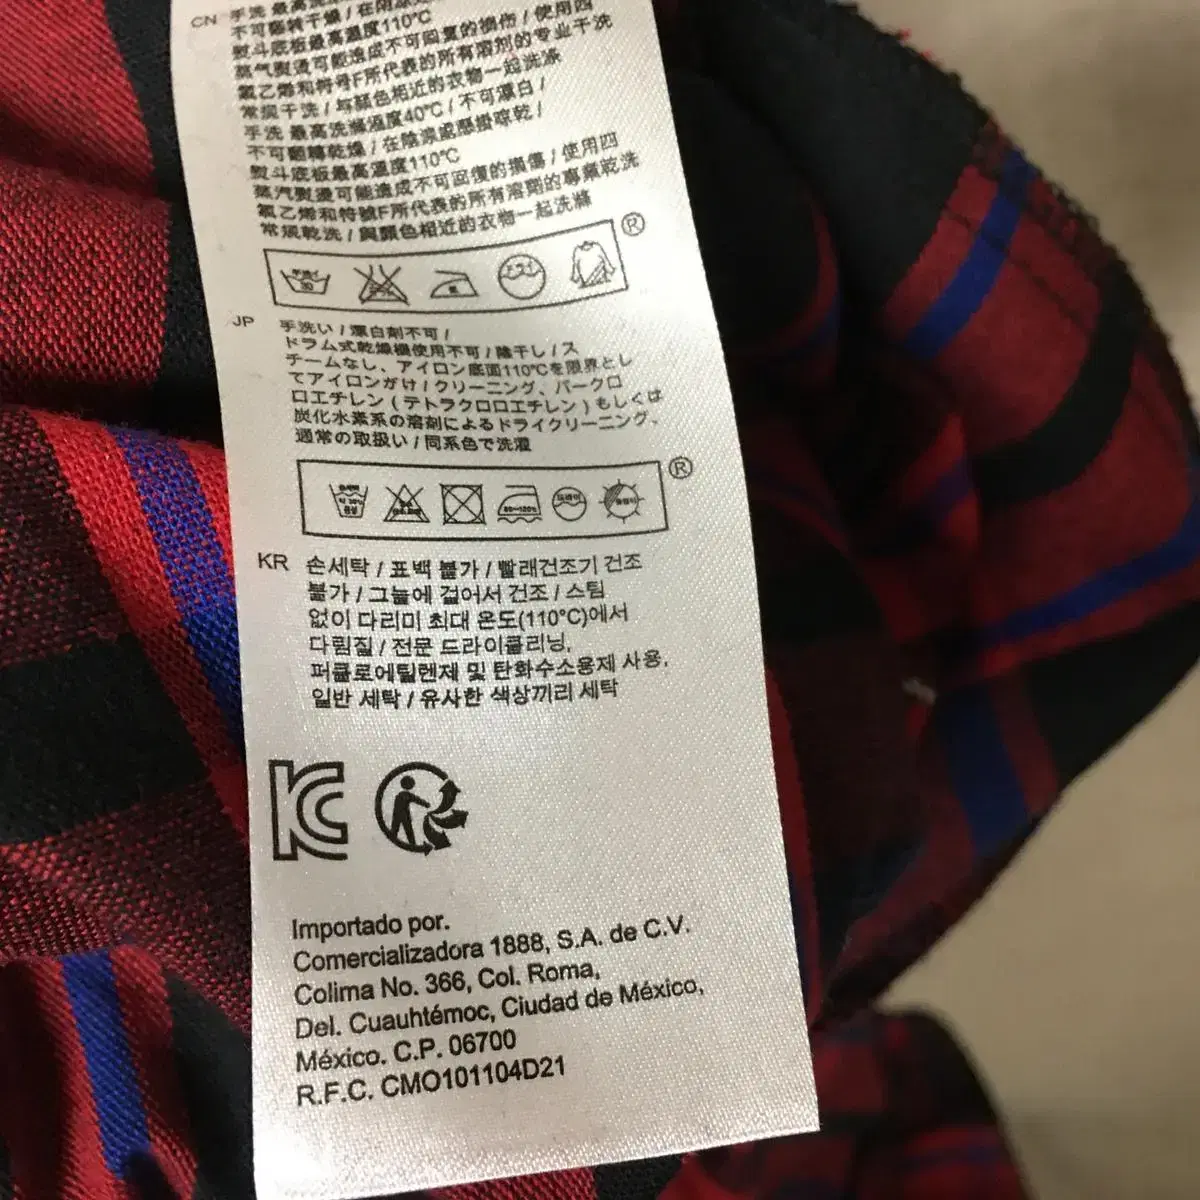 CN 手洗 最高洗
不可翻转干燥 / 在阴凉处
熨斗底板最高温度110℃
蒸气熨烫可能造成不可回复的损伤 / 使用四
氯乙烯和符号F所代表的所有溶剂的专业干洗
常规干洗 / 与颜色相近的衣物一起洗涤
手洗 最高洗滌溫度40℃ / 不可漂白 /
不可翻轉乾燥 / 在陰涼處懸掛晾乾 /
熨斗底板最高溫度110℃
蒸汽熨燙可能造成不可回復的損傷 / 使用四
氯乙烯和符號F所代表的所有溶劑的專業乾洗
常規乾洗 / 與顏色相近的衣物一起洗滌
®
JP 手洗い / 漂白剤不可 /
ドラム式乾燥機使用不可 / 陰干し / ス
チームなし、アイロン底面110℃を限界とし
てアイロンがけ / クリーニング、パークロ
ロエチレン ( テトラクロロエチレン ) もしくは
炭化水素系の溶剤によるドライクリーニング、
通常の取扱い / 同系色で洗濯
®
KR 손세탁 / 표백 불가 / 빨래건조기 건조
불가 / 그늘에 걸어서 건조 / 스팀
없이 다리미 최대 온도(110°C)에서
다림질 / 전문 드라이클리닝,
퍼클로에틸렌제 및 탄화수소용제 사용,
일반 세탁 / 유사한 색상끼리 세탁
KC
Importado por.
Comercializadora 1888, S.A. de C.V.
Colima No. 366, Col. Roma,
Del. Cuauhtémoc, Ciudad de México,
México. C.P. 06700
R.F.C. CMO101104D21